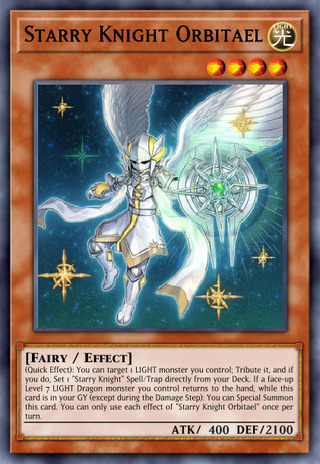 Starry Knight Orbitael
LIGHT
光
[Fairy / Effect]
(Quick Effect): You can target 1 LIGHT monster you control; Tribute it, and if
you do, Set 1 "Starry Knight" Spell/Trap directly from your Deck. If a face-up
Level 7 LIGHT Dragon monster you control returns to the hand, while this
card is in your GY (except during the Damage Step): You can Special Summon
this card. You can only use each effect of "Starry Knight Orbitael" once per
turn.
ATK/ 400 DEF/2100